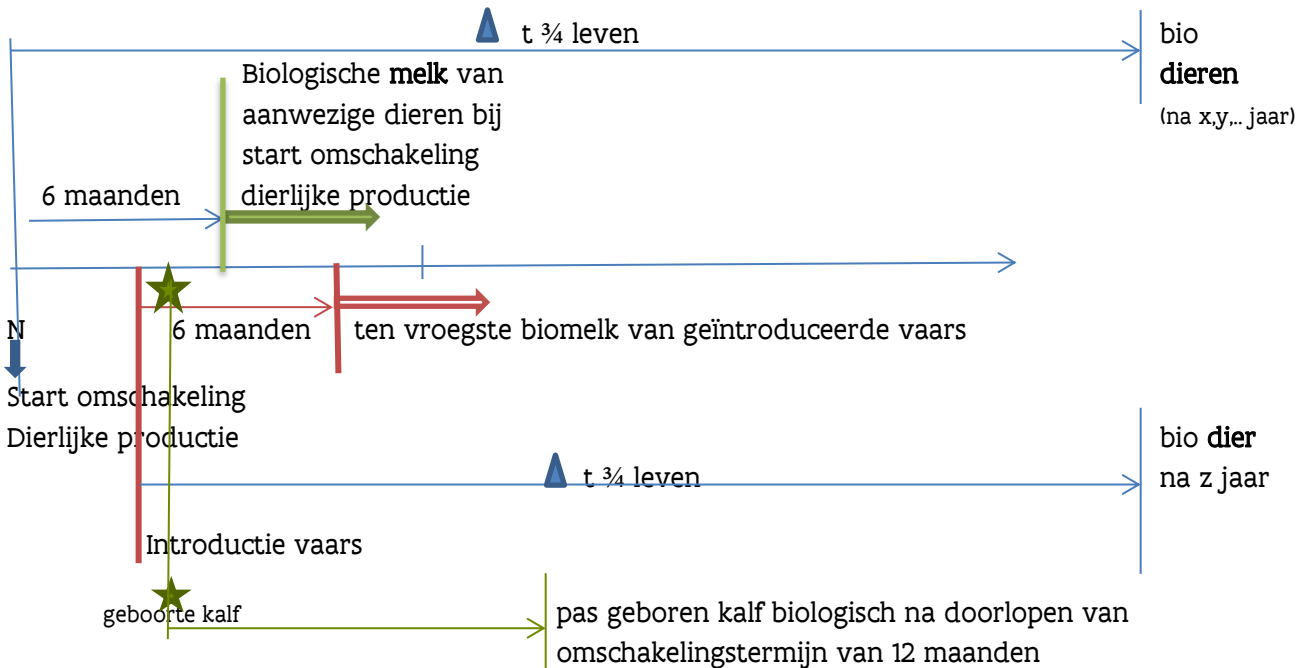 t ¾ leven
bio
dieren
(na x,y,.. jaar)
Biologische melk van
aanwezige dieren bij
start omschakeling
dierlijke productie
6 maanden
N
6 maanden
ten vroegste biomelk van geïntroduceerde vaars
Start omschakeling
Dierlijke productie
bio dier
na z jaar
t ¾ leven
Introductie vaars
geboorte kalf
pas geboren kalf biologisch na doorlopen van
omschakelingstermijn van 12 maanden